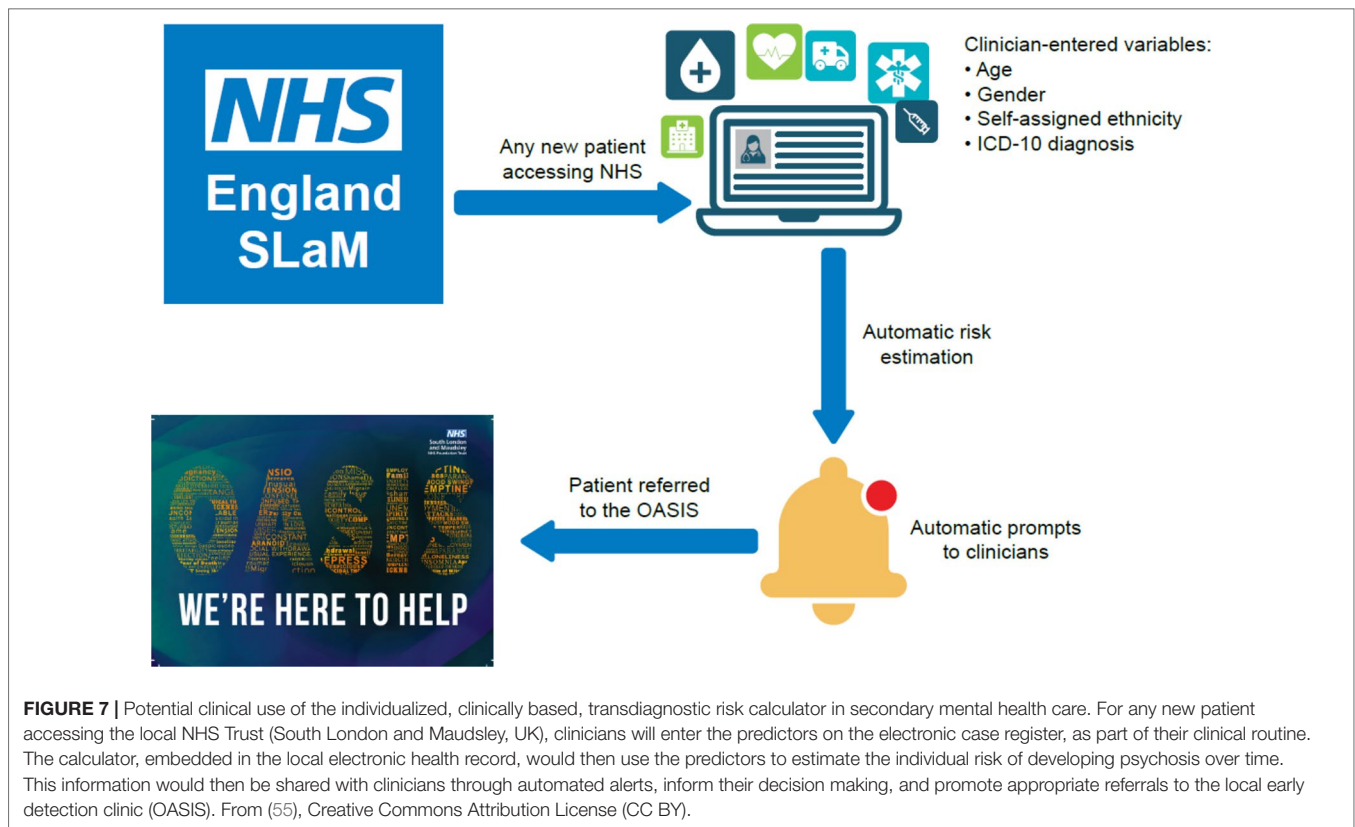 NHS
England
SLaM
Any new patient
accessing NHS
Clinician-entered variables:
• Age
• Gender
• Self-assigned ethnicity
• ICD-10 diagnosis
Automatic risk
estimation
Automatic prompts
to clinicians
Patient referred
to the OASIS
NHS
South London
and Maudsley
NHS Foundation Trust
OASIS
WE'RE HERE TO HELP
FIGURE 7 | Potential clinical use of the individualized, clinically based, transdiagnostic risk calculator in secondary mental health care. For any new patient
accessing the local NHS Trust (South London and Maudsley, UK), clinicians will enter the predictors on the electronic case register, as part of their clinical routine.
The calculator, embedded in the local electronic health record, would then use the predictors to estimate the individual risk of developing psychosis over time.
This information would then be shared with clinicians through automated alerts, inform their decision making, and promote appropriate referrals to the local early
detection clinic (OASIS). From (55), Creative Commons Attribution License (CC BY).